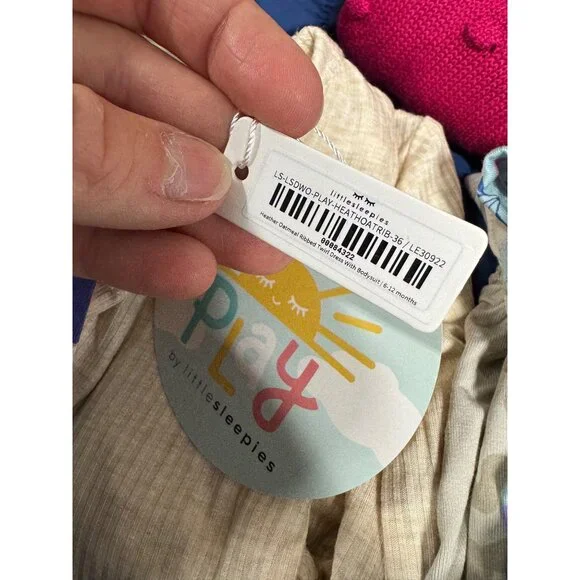 LS-LSDWO-PLAY-HEATHOATRIB-36 / LE30922
littlesleepies
00084322
Heather Oatmeal Ribbed Twirl Dress With Bodysuit | 6-12 months
PLay
by littlesleepies